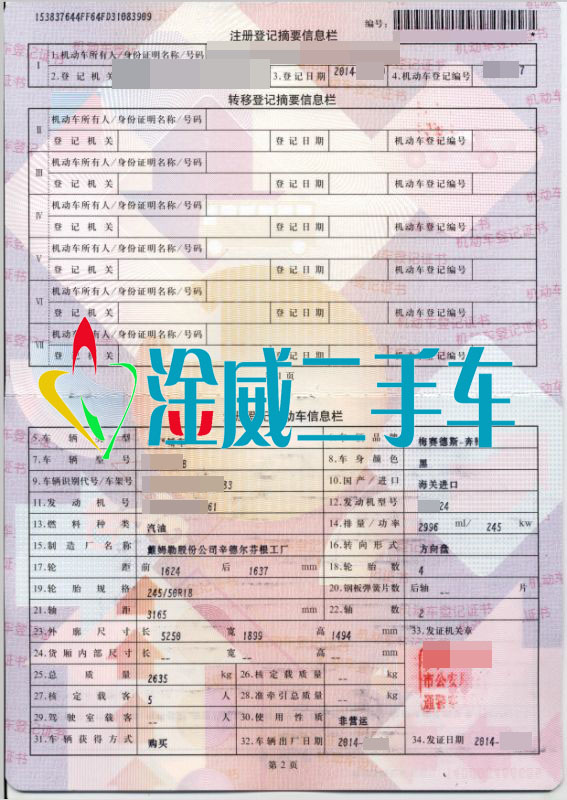 153837644FF64FD31083909
编号:
注册登记摘要信息栏
I 1.机动车所有人/身份证明名称/号码
2.登记机关 3.登记日期 2014- 4.机动车登记编号 7
转移登记摘要信息栏
II 机动车所有人/身份证明名称/号码
登记机关 登记日期 机动车登记编号
III 机动车所有人/身份证明名称/号码
登记机关 登记日期 机动车登记编号
IV 机动车所有人/身份证明名称/号码
登记机关 登记日期 机动车登记编号
V 机动车所有人/身份证明名称/号码
登记机关 登记日期 机动车登记编号
VI 机动车所有人/身份证明名称/号码
登记机关 登记日期 机动车登记编号
VII 机动车所有人/身份证明名称/号码
登记机关 登记日期 机动车登记编号
1页
淦威二手车
动车信息栏
5.车辆类型 轿车 车辆品牌 梅赛德斯-奔驰
7.车辆型号 B 8.车身颜色 黑
9.车辆识别代号/车架号 33 10.国产/进口 海关进口
11.发动机号 61 12.发动机型号 24
13.燃料种类 汽油 14.排量/功率 2996 ml/ 245 kw
15.制造厂名称 戴姆勒股份公司辛德尔芬根工厂 16.转向形式 方向盘
17.轮距 前 1624 后 1637 mm 18.轮胎数 4
19.轮胎规格 245/50R18 20.钢板弹簧片数 后轴 -- 片
21.轴距 3165 mm 22.轴数 2
23.外廓尺寸 长 5250 宽 1899 高 1494 mm 33.发证机关章
24.货厢内部尺寸 长 -- 宽 -- 高 -- mm
25.总质量 2635 kg 26.核定载质量 -- kg
市公安局
27.核定载客 5 人 28.准牵引总质量 -- kg
29.驾驶室载客 -- 人 30.使用性质 非营运
31.车辆获得方式 购买 32.车辆出厂日期 2014- 34.发证日期 2014-
第2页